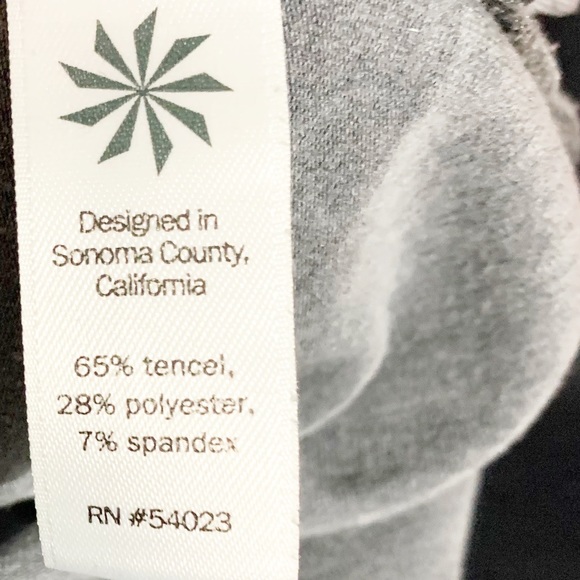 Designed in
Sonoma County,
California
65% tencel,
28% polyester,
7% spandex
RN #54023